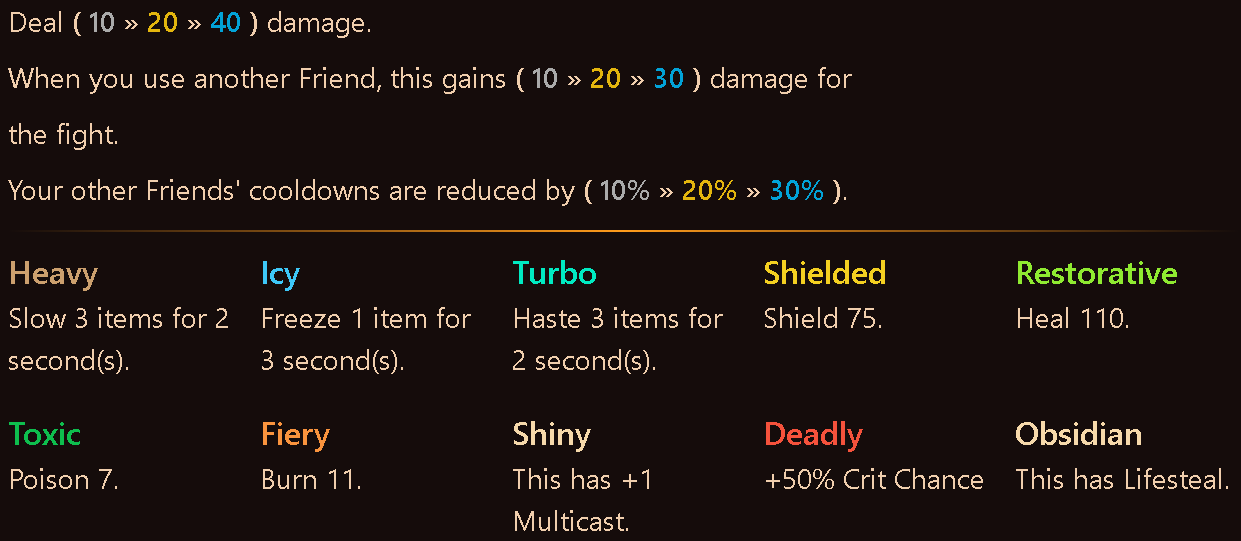 Deal ( 10 » 20 » 40 ) damage.
When you use another Friend, this gains ( 10 » 20 » 30 ) damage for
the fight.
Your other Friends' cooldowns are reduced by ( 10% » 20% » 30% ).
Heavy
Slow 3 items for 2
second(s).
Icy
Freeze 1 item for
3 second(s).
Turbo
Haste 3 items for
2 second(s).
Shielded
Shield 75.
Restorative
Heal 110.
Toxic
Poison 7.
Fiery
Burn 11.
Shiny
This has +1
Multicast.
Deadly
+50% Crit Chance
Obsidian
This has Lifesteal.